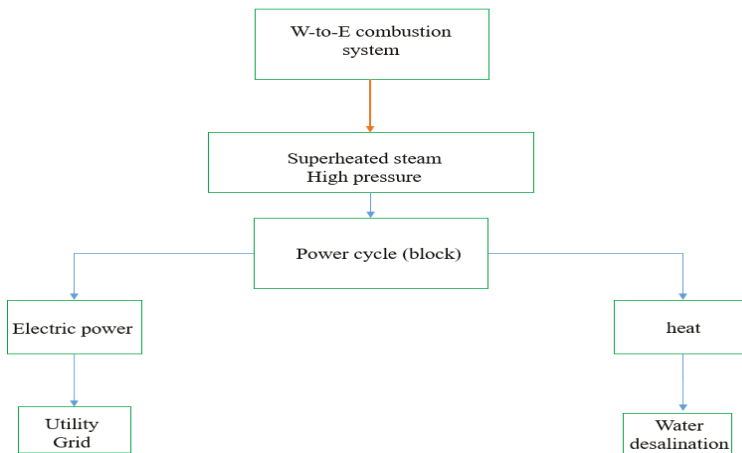 W-to-E combustion
system
Superheated steam
High pressure
Power cycle (block)
Electric power
heat
Utility
Grid
Water
desalination